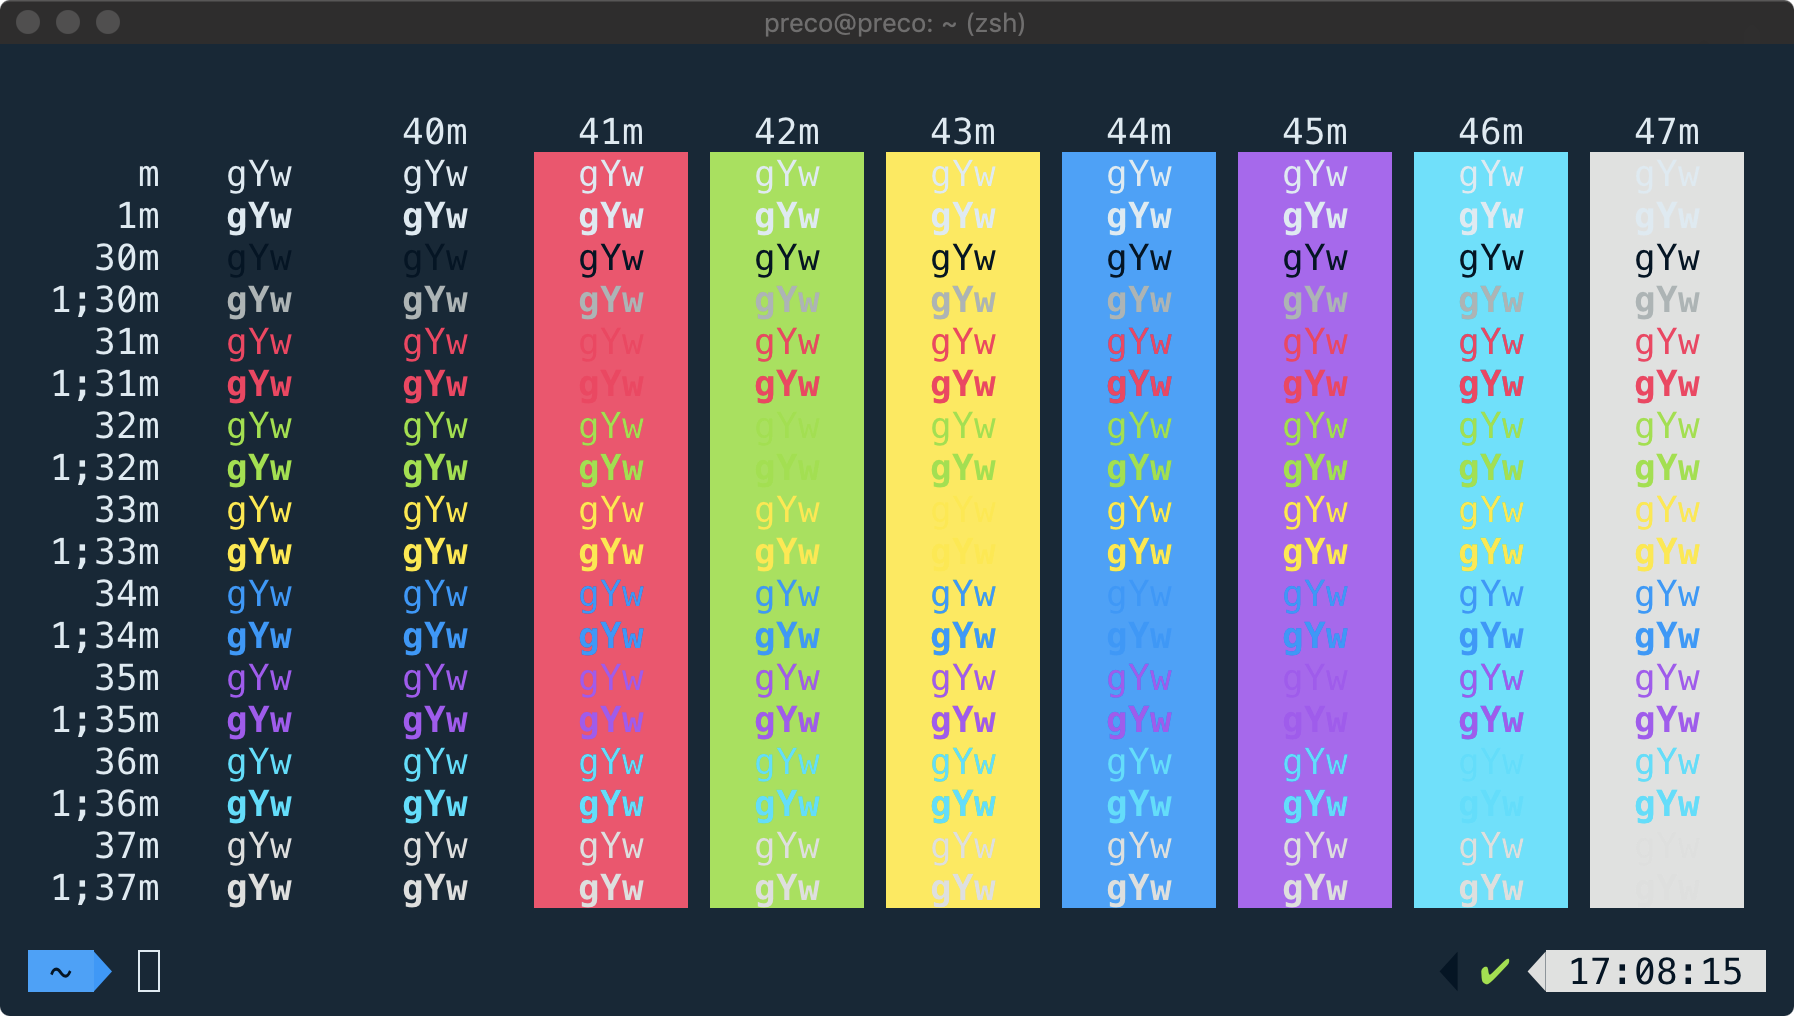 preco@preco: ~ (zsh)
40m 41m 42m 43m 44m 45m 46m 47m
m gYw gYw gYw gYw gYw gYw gYw gYw gYw
1m gYw gYw gYw gYw gYw gYw gYw gYw gYw
30m gYw gYw gYw gYw gYw gYw gYw gYw gYw
1;30m gYw gYw gYw gYw gYw gYw gYw gYw gYw
31m gYw gYw gYw gYw gYw gYw gYw gYw gYw
1;31m gYw gYw gYw gYw gYw gYw gYw gYw gYw
32m gYw gYw gYw gYw gYw gYw gYw gYw gYw
1;32m gYw gYw gYw gYw gYw gYw gYw gYw gYw
33m gYw gYw gYw gYw gYw gYw gYw gYw gYw
1;33m gYw gYw gYw gYw gYw gYw gYw gYw gYw
34m gYw gYw gYw gYw gYw gYw gYw gYw gYw
1;34m gYw gYw gYw gYw gYw gYw gYw gYw gYw
35m gYw gYw gYw gYw gYw gYw gYw gYw gYw
1;35m gYw gYw gYw gYw gYw gYw gYw gYw gYw
36m gYw gYw gYw gYw gYw gYw gYw gYw gYw
1;36m gYw gYw gYw gYw gYw gYw gYw gYw gYw
37m gYw gYw gYw gYw gYw gYw gYw gYw gYw
1;37m gYw gYw gYw gYw gYw gYw gYw gYw gYw
~ ✔ 17:08:15